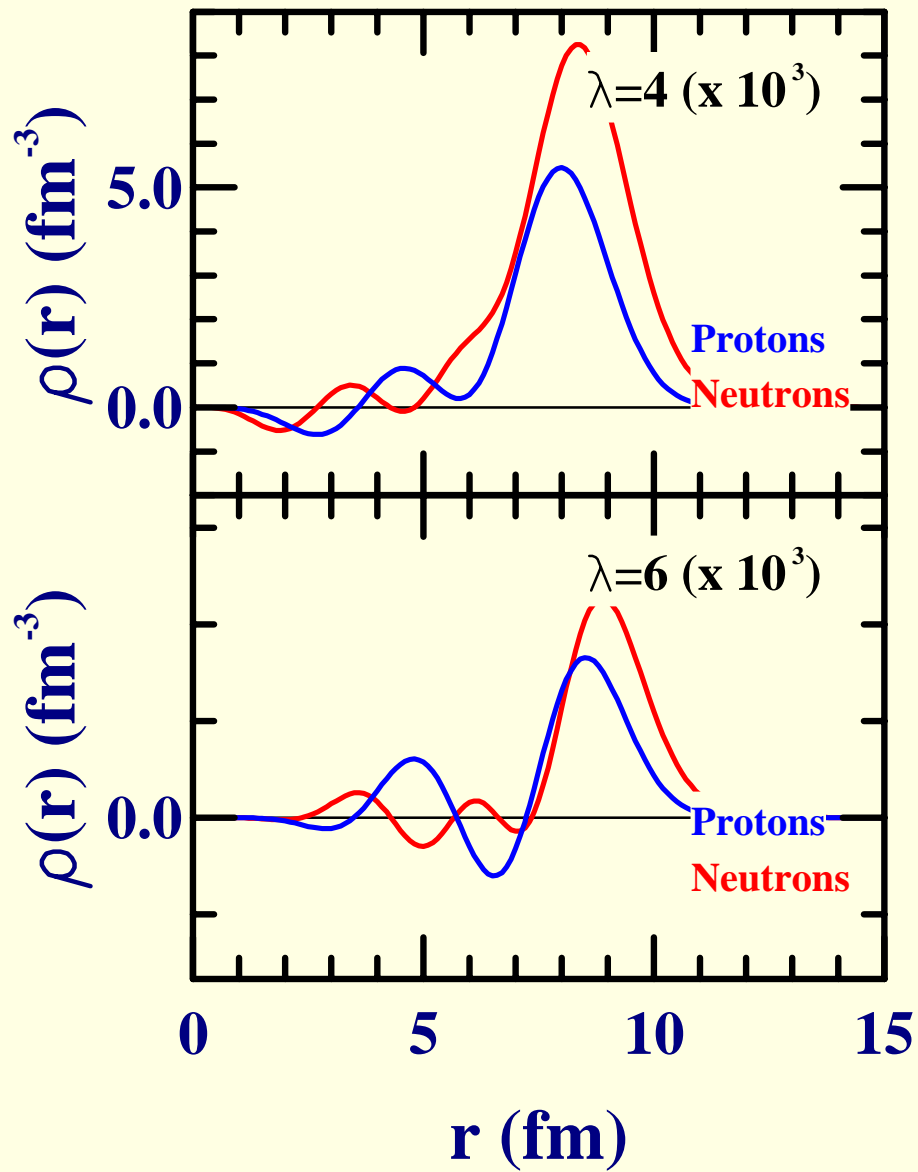 λ=4 (x 10³)
ρ(r) (fm⁻³)
5.0
Protons
Neutrons
0.0
λ=6 (x 10³)
ρ(r) (fm⁻³)
0.0
Protons
Neutrons
0 5 10 15
r (fm)